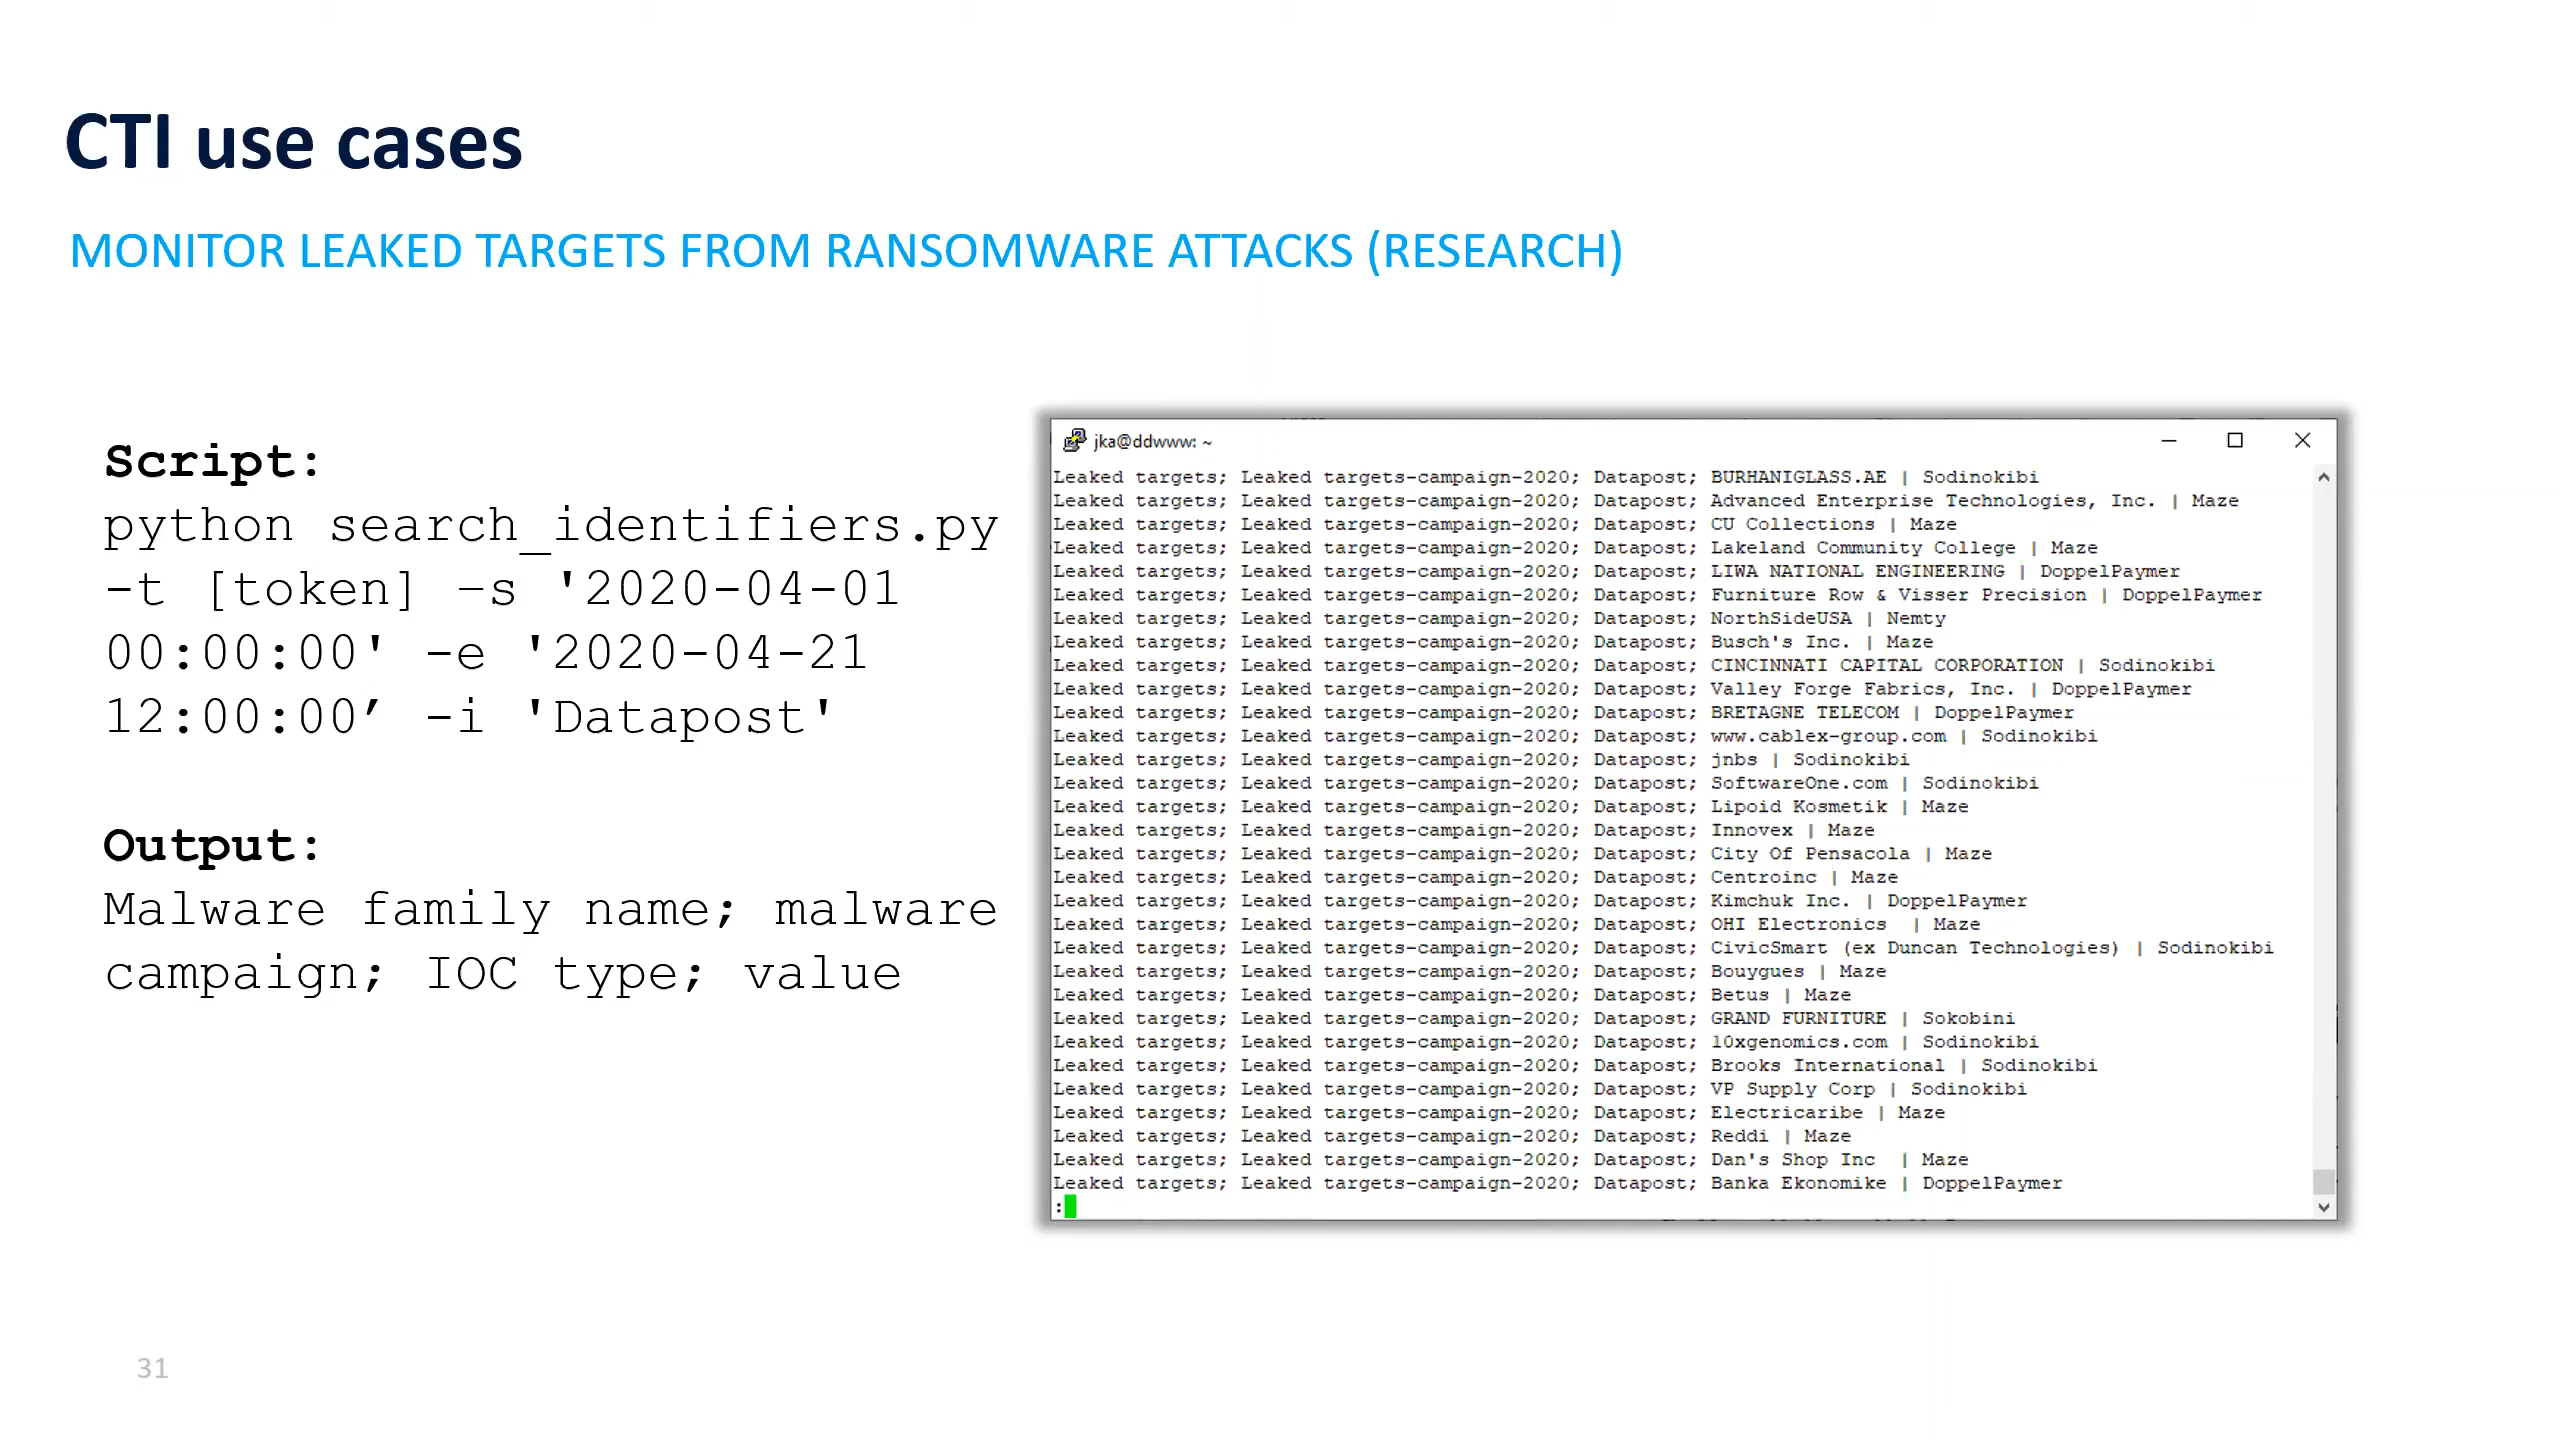 CTI use cases
MONITOR LEAKED TARGETS FROM RANSOMWARE ATTACKS (RESEARCH)
Script:
python search_identifiers.py
-t [token] –s '2020-04-01
00:00:00' -e '2020-04-21
12:00:00’ -i 'Datapost'
Output:
Malware family name; malware
campaign; IOC type; value
jka@ddwww: ~
Leaked targets; Leaked targets-campaign-2020; Datapost; BURHANIGLASS.AE | Sodinokibi
Leaked targets; Leaked targets-campaign-2020; Datapost; Advanced Enterprise Technologies, Inc. | Maze
Leaked targets; Leaked targets-campaign-2020; Datapost; CU Collections | Maze
Leaked targets; Leaked targets-campaign-2020; Datapost; Lakeland Community College | Maze
Leaked targets; Leaked targets-campaign-2020; Datapost; LIWA NATIONAL ENGINEERING | DoppelPaymer
Leaked targets; Leaked targets-campaign-2020; Datapost; Furniture Row & Visser Precision | DoppelPaymer
Leaked targets; Leaked targets-campaign-2020; Datapost; NorthSideUSA | Nemty
Leaked targets; Leaked targets-campaign-2020; Datapost; Busch's Inc. | Maze
Leaked targets; Leaked targets-campaign-2020; Datapost; CINCINNATI CAPITAL CORPORATION | Sodinokibi
Leaked targets; Leaked targets-campaign-2020; Datapost; Valley Forge Fabrics, Inc. | DoppelPaymer
Leaked targets; Leaked targets-campaign-2020; Datapost; BRETAGNE TELECOM | DoppelPaymer
Leaked targets; Leaked targets-campaign-2020; Datapost; www.cablex-group.com | Sodinokibi
Leaked targets; Leaked targets-campaign-2020; Datapost; jnbs | Sodinokibi
Leaked targets; Leaked targets-campaign-2020; Datapost; SoftwareOne.com | Sodinokibi
Leaked targets; Leaked targets-campaign-2020; Datapost; Lipoid Kosmetik | Maze
Leaked targets; Leaked targets-campaign-2020; Datapost; Innovex | Maze
Leaked targets; Leaked targets-campaign-2020; Datapost; City Of Pensacola | Maze
Leaked targets; Leaked targets-campaign-2020; Datapost; Centroinc | Maze
Leaked targets; Leaked targets-campaign-2020; Datapost; Kimchuk Inc. | DoppelPaymer
Leaked targets; Leaked targets-campaign-2020; Datapost; OHI Electronics  | Maze
Leaked targets; Leaked targets-campaign-2020; Datapost; CivicSmart (ex Duncan Technologies) | Sodinokibi
Leaked targets; Leaked targets-campaign-2020; Datapost; Bouygues | Maze
Leaked targets; Leaked targets-campaign-2020; Datapost; Betus | Maze
Leaked targets; Leaked targets-campaign-2020; Datapost; GRAND FURNITURE | Sokobini
Leaked targets; Leaked targets-campaign-2020; Datapost; 10xgenomics.com | Sodinokibi
Leaked targets; Leaked targets-campaign-2020; Datapost; Brooks International | Sodinokibi
Leaked targets; Leaked targets-campaign-2020; Datapost; VP Supply Corp | Sodinokibi
Leaked targets; Leaked targets-campaign-2020; Datapost; Electricaribe | Maze
Leaked targets; Leaked targets-campaign-2020; Datapost; Reddi | Maze
Leaked targets; Leaked targets-campaign-2020; Datapost; Dan's Shop Inc  | Maze
Leaked targets; Leaked targets-campaign-2020; Datapost; Banka Ekonomike | DoppelPaymer
:
31